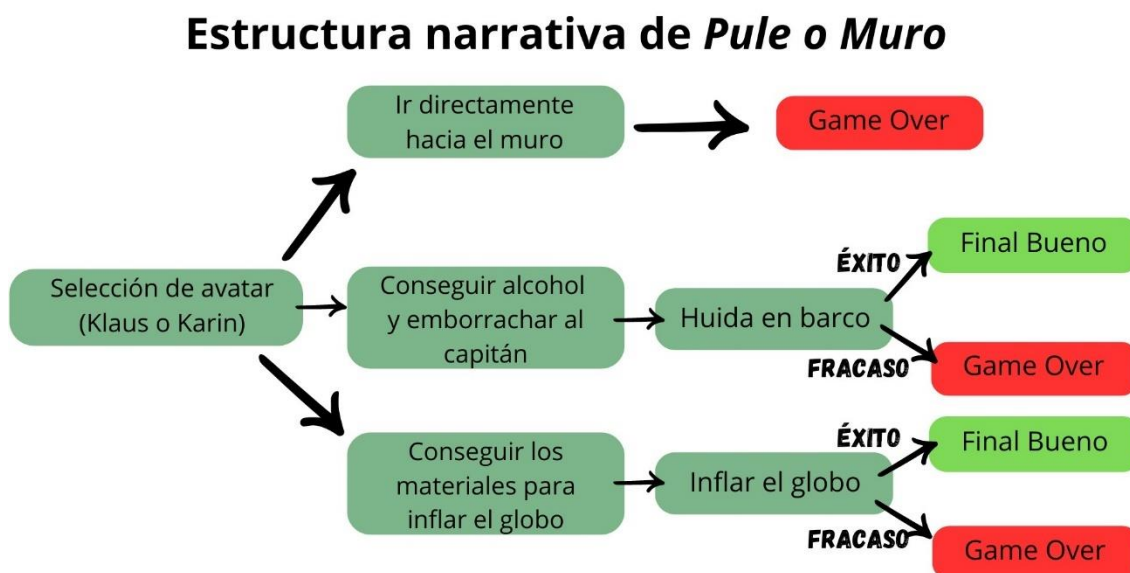 Estructura narrativa de Pule o Muro
Ir directamente
hacia el muro
Game Over
Selección de avatar
(Klaus o Karin)
Conseguir alcohol
y emborrachar al
capitán
Huida en barco
ÉXITO
Final Bueno
FRACASO
Game Over
Conseguir los
materiales para
inflar el globo
Inflar el globo
ÉXITO
Final Bueno
FRACASO
Game Over